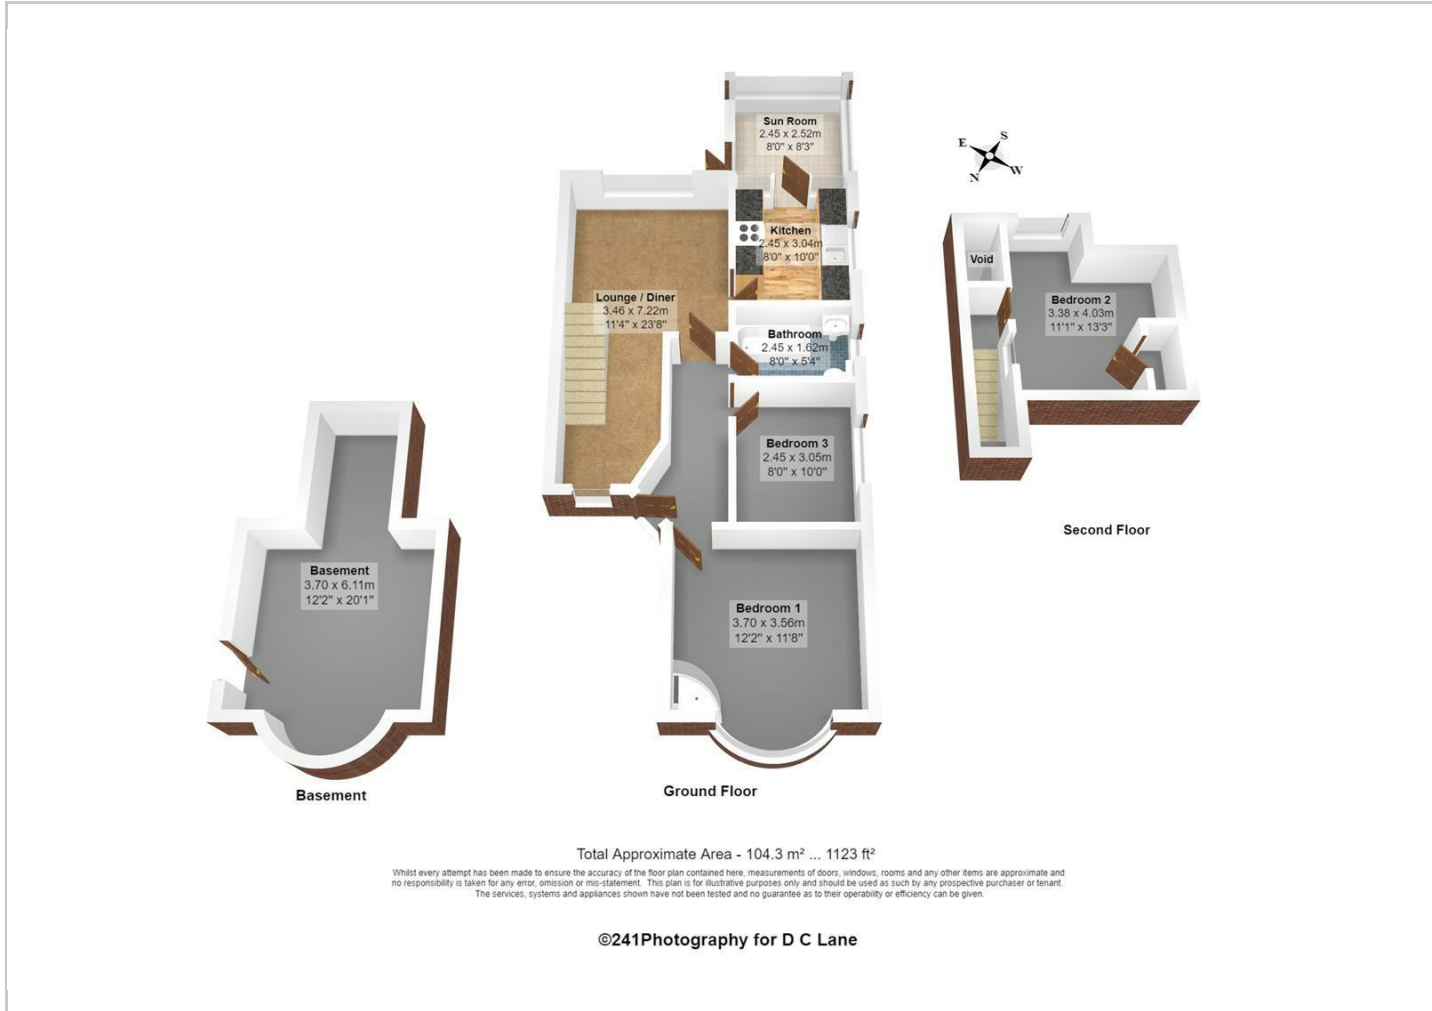 Sun Room
2.45 x 2.52m
8'0" x 8'3"
E
S
N
W
Kitchen
2.45 x 3.04m
8'0" x 10'0"
Void
Lounge / Diner
3.46 x 7.22m
11'4" x 23'8"
Bedroom 2
3.38 x 4.03m
11'1" x 13'3"
Bathroom
2.45 x 1.62m
8'0" x 5'4"
Bedroom 3
2.45 x 3.05m
8'0" x 10'0"
Second Floor
Basement
3.70 x 6.11m
12'2" x 20'1"
Bedroom 1
3.70 x 3.56m
12'2" x 11'8"
Basement
Ground Floor
Total Approximate Area - 104.3 m² ... 1123 ft²
Whilst every attempt has been made to ensure the accuracy of the floor plan contained here, measurements of doors, windows, rooms and any other items are approximate and
no responsibility is taken for any error, omission or mis-statement. This plan is for illustrative purposes only and should be used as such by any prospective purchaser or tenant.
The services, systems and appliances shown have not been tested and no guarantee as to their operability or efficiency can be given.
©241Photography for D C Lane